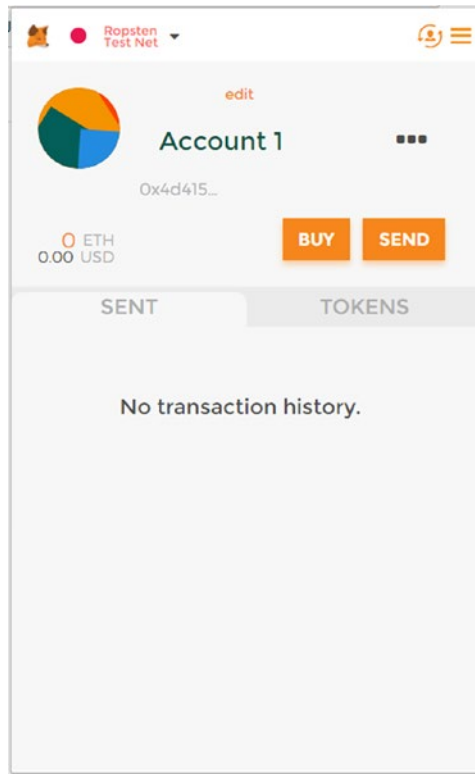 Ropsten
Test Net
edit
Account 1
0x4d415...
0 ETH
0.00 USD
BUY
SEND
SENT
TOKENS
No transaction history.